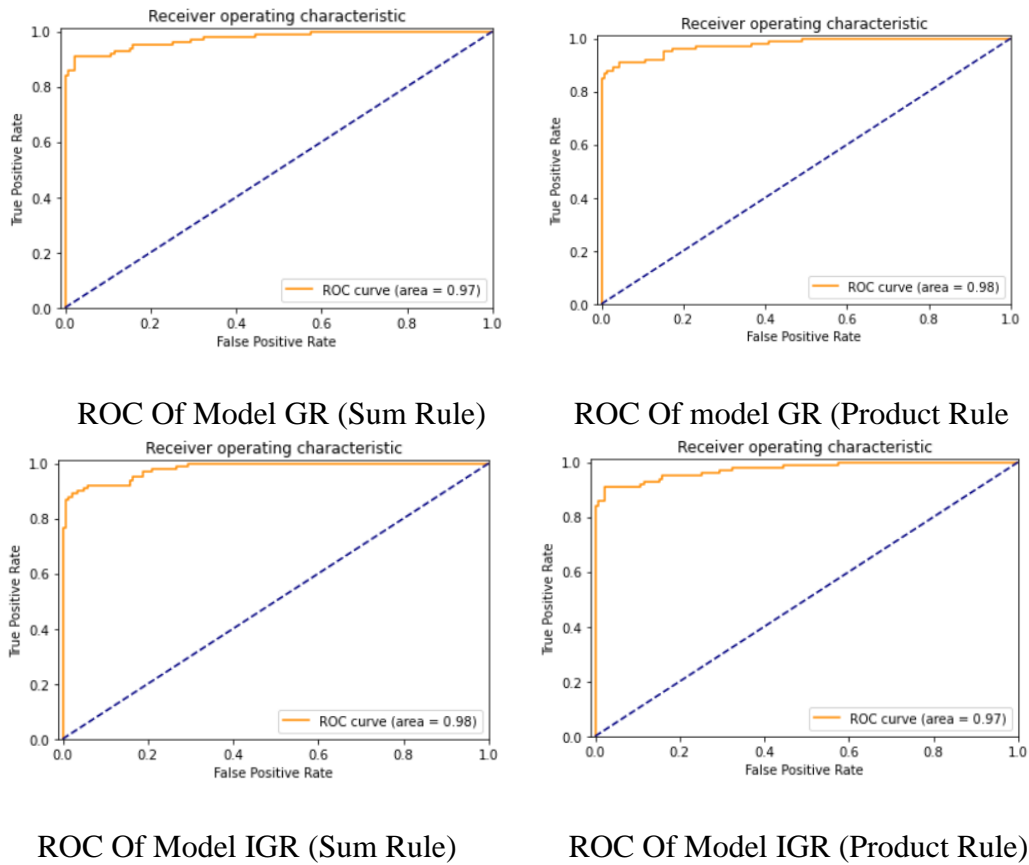 Receiver operating characteristic
1.0
0.8
0.6
0.4
0.2
0.0
True Positive Rate
ROC curve (area = 0.97)
0.0 0.2 0.4 0.6 0.8 1.0
False Positive Rate
Receiver operating characteristic
1.0
0.8
0.6
0.4
0.2
0.0
True Positive Rate
ROC curve (area = 0.98)
0.0 0.2 0.4 0.6 0.8 1.0
False Positive Rate
ROC Of Model GR (Sum Rule)
ROC Of model GR (Product Rule
Receiver operating characteristic
1.0
0.8
0.6
0.4
0.2
0.0
True Positive Rate
ROC curve (area = 0.98)
0.0 0.2 0.4 0.6 0.8 1.0
False Positive Rate
Receiver operating characteristic
1.0
0.8
0.6
0.4
0.2
0.0
True Positive Rate
ROC curve (area = 0.97)
0.0 0.2 0.4 0.6 0.8 1.0
False Positive Rate
ROC Of Model IGR (Sum Rule)
ROC Of Model IGR (Product Rule)